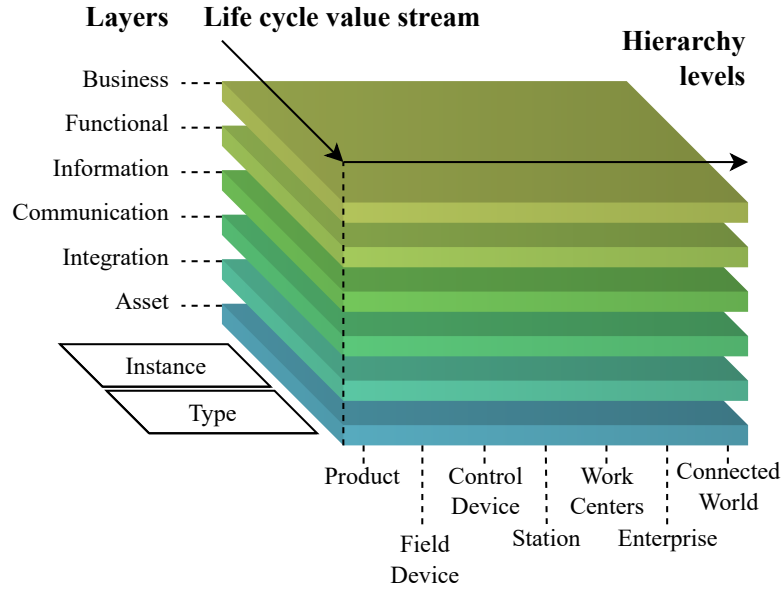 Layers
Life cycle value stream
Hierarchy
levels
Business
Functional
Information
Communication
Integration
Asset
Instance
Type
Product
Field
Device
Control
Device
Station
Work
Centers
Enterprise
Connected
World